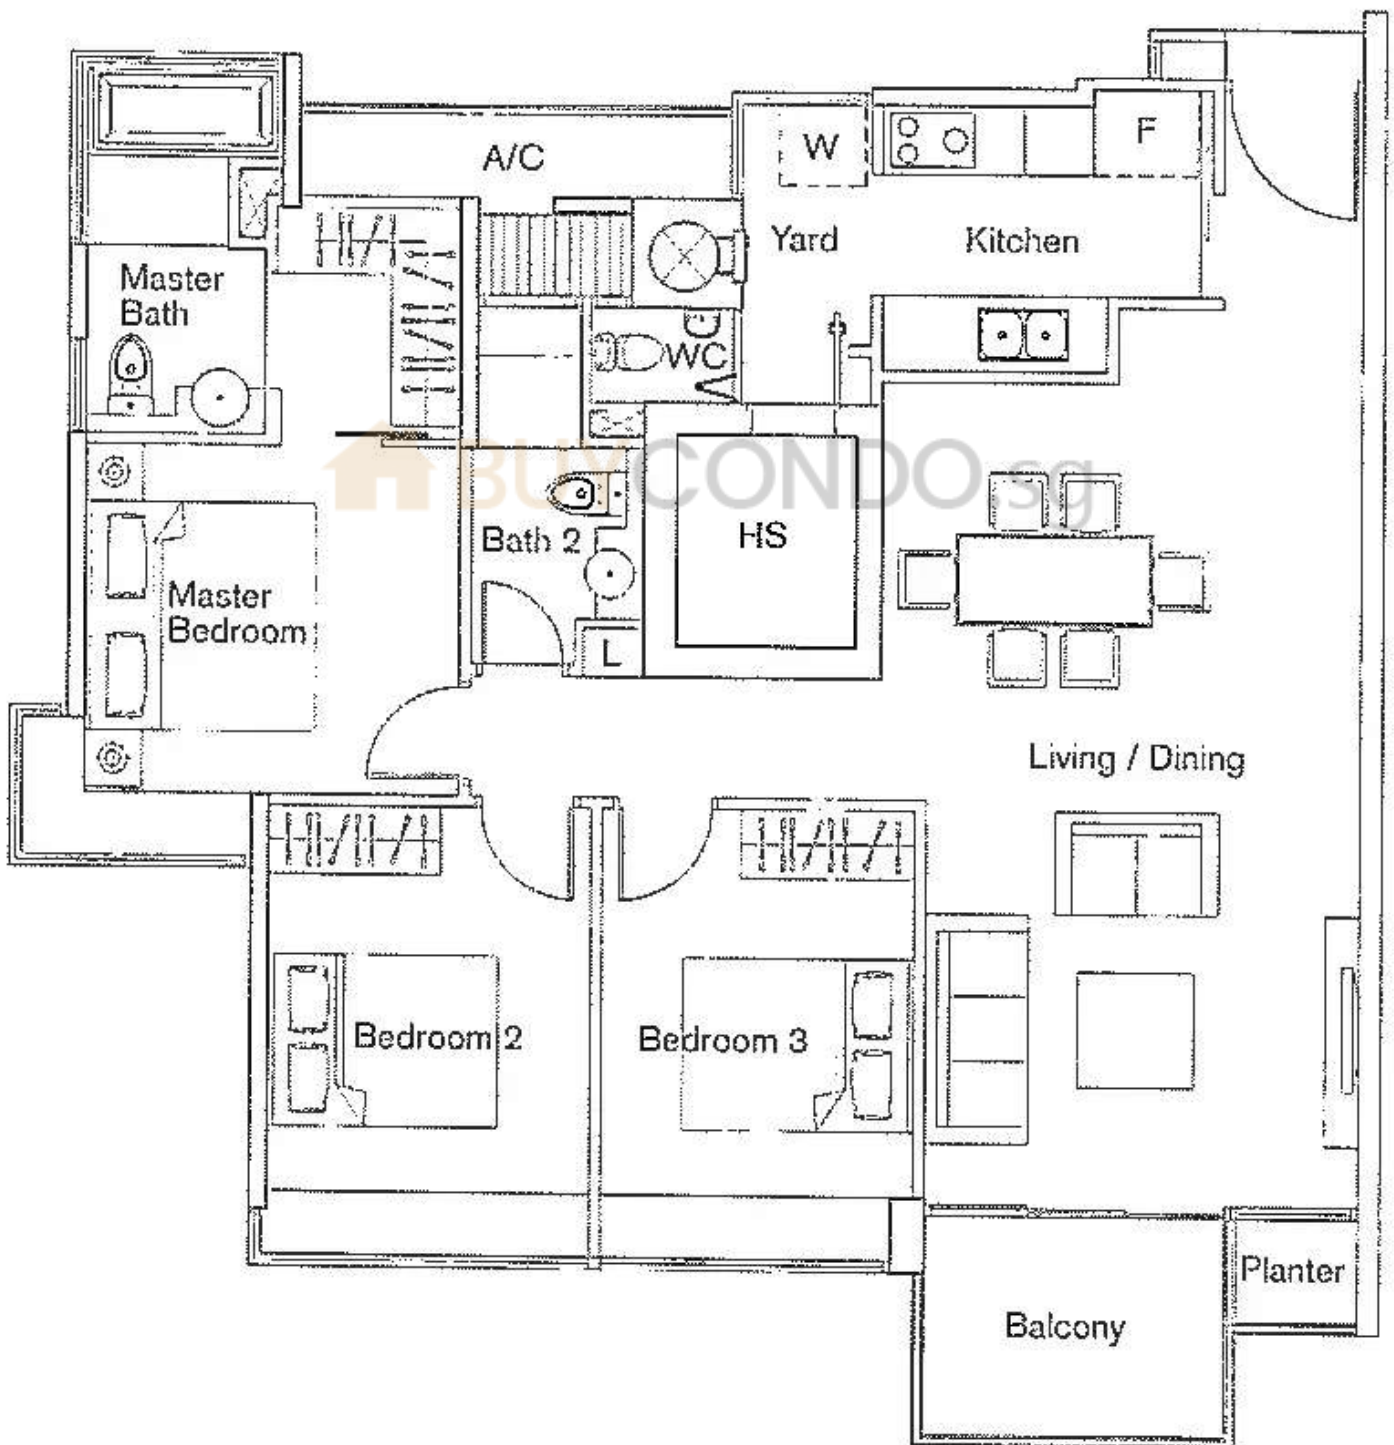 A/C
W
F
Yard
Kitchen
Master
Bath
WC
BUYCONDO.sg
Bath 2
HS
Master
Bedroom
L
Living / Dining
Bedroom 2
Bedroom 3
Planter
Balcony